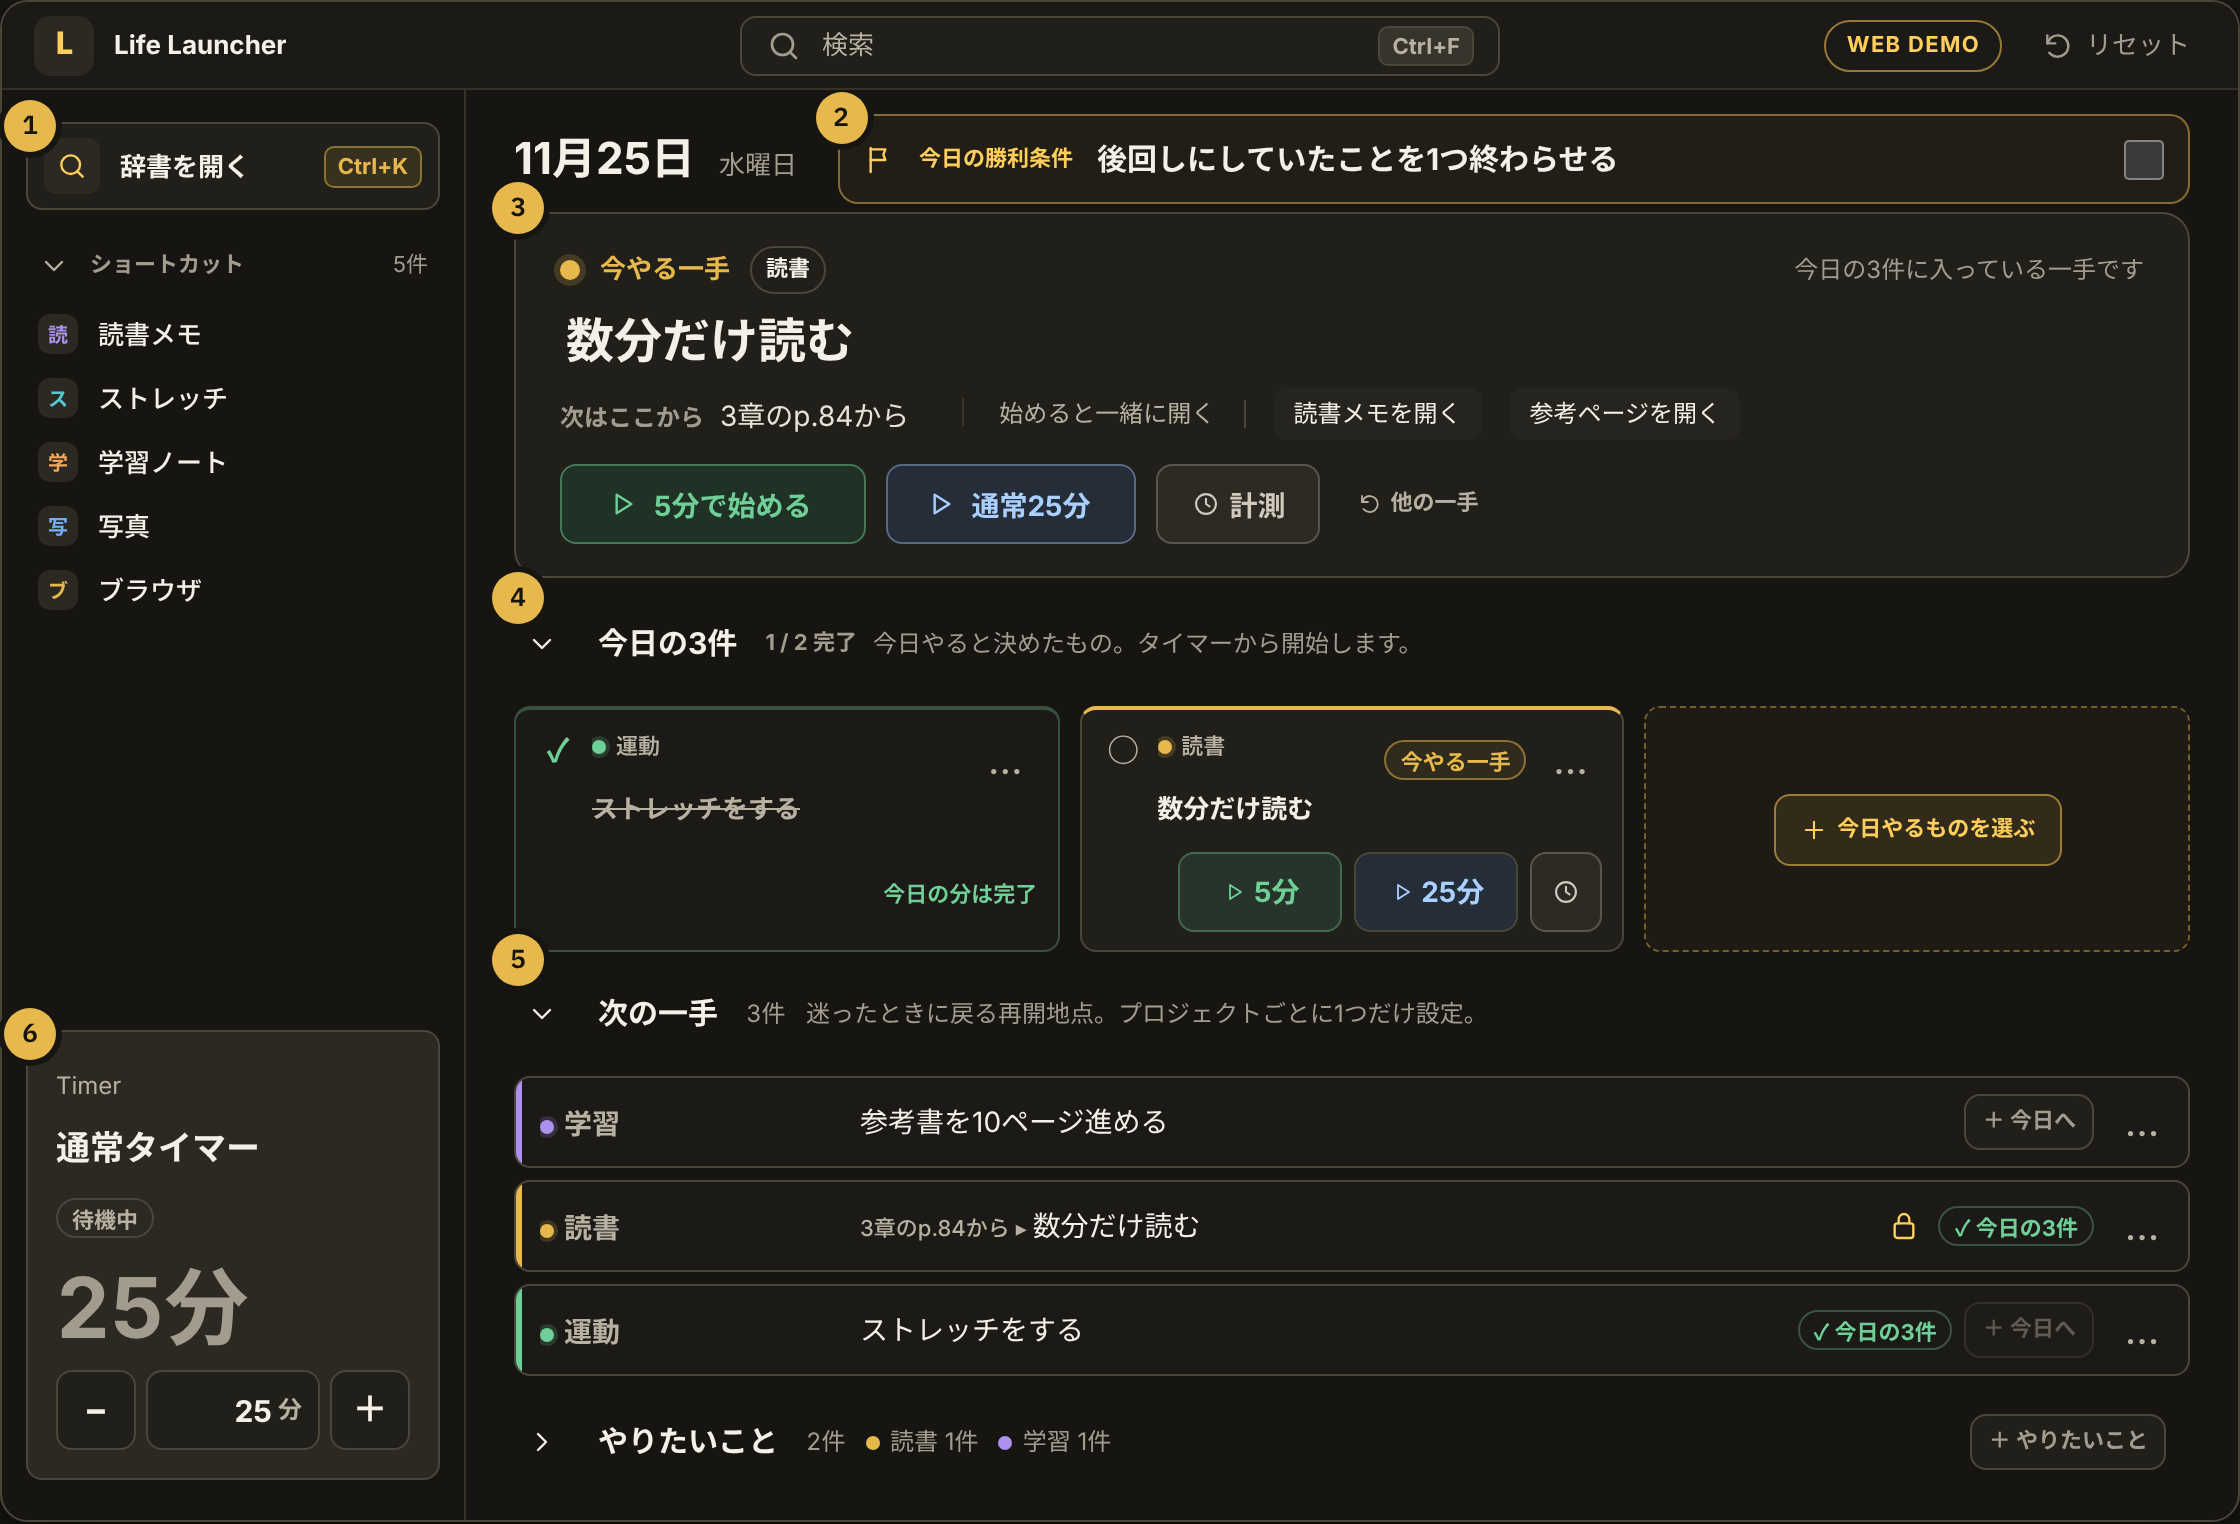 L Life Launcher
検索 Ctrl+F
WEB DEMO リセット
1
辞書を開く Ctrl+K
ショートカット 5件
読 読書メモ
ス ストレッチ
学 学習ノート
写 写真
ブ ブラウザ
6
Timer
通常タイマー
待機中
25分
− 25 分 +
11月25日 水曜日
2
今日の勝利条件 後回しにしていたことを1つ終わらせる
3
今やる一手 読書 今日の3件に入っている一手です
数分だけ読む
次はここから 3章のp.84から 始めると一緒に開く 読書メモを開く 参考ページを開く
5分で始める 通常25分 計測 他の一手
4
今日の3件 1 / 2 完了 今日やると決めたもの。タイマーから開始します。
✓ 運動 …
ストレッチをする
今日の分は完了
読書 今やる一手 …
数分だけ読む
5分 25分
+ 今日やるものを選ぶ
5
次の一手 3件 迷ったときに戻る再開地点。プロジェクトごとに1つだけ設定。
学習 参考書を10ページ進める + 今日へ …
読書 3章のp.84から ▸ 数分だけ読む ✓ 今日の3件 …
運動 ストレッチをする ✓ 今日の3件 + 今日へ …
やりたいこと 2件 読書 1件 学習 1件 + やりたいこと